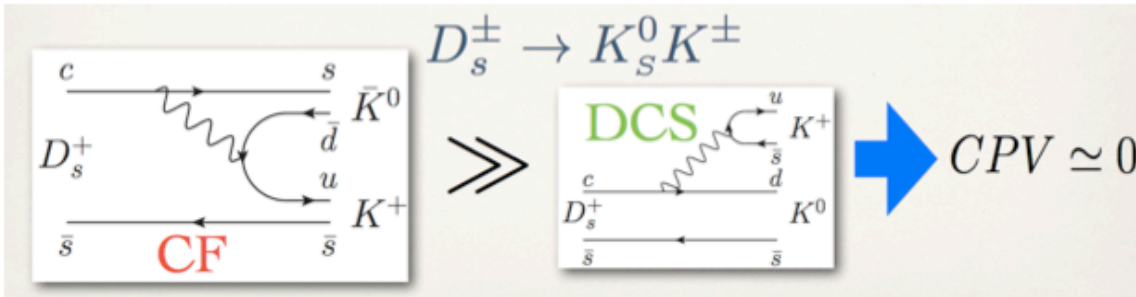 D_s^± → K_S^0 K^±
c s
K̄^0
d̄
D_s^+
u
K^+
s̄ s̄
CF
≫
DCS
u
K^+
s̄
c d
D_s^+ K^0
s̄ s̄
CPV ≃ 0